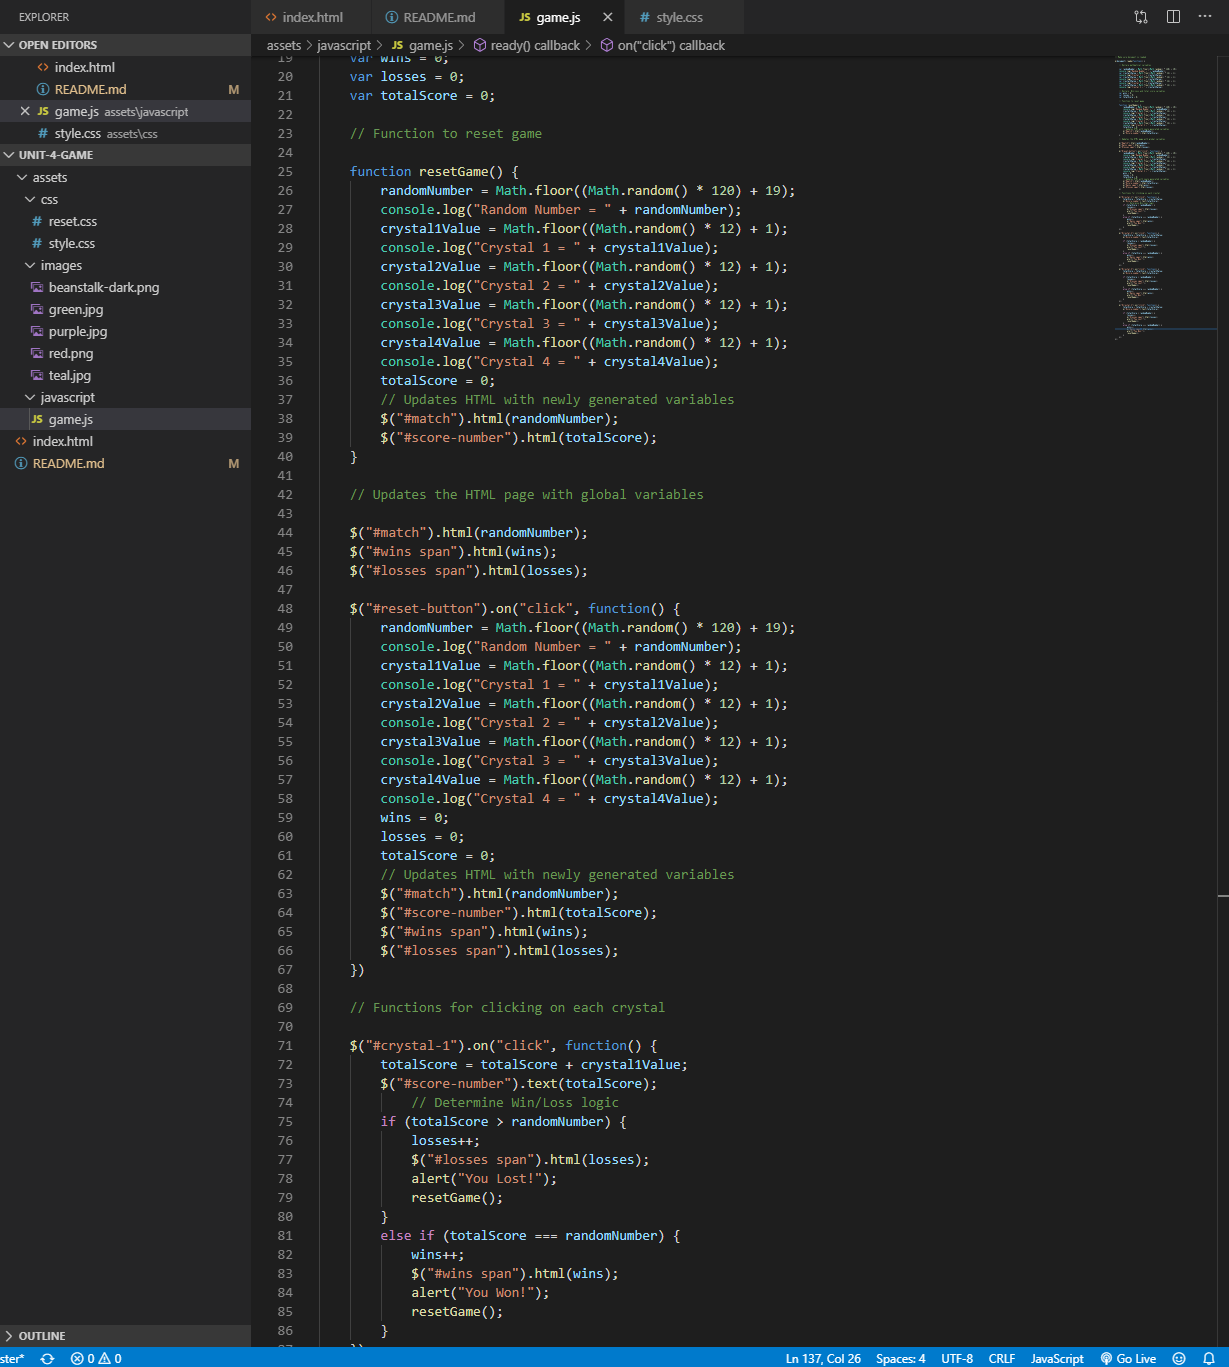 EXPLORER
index.html
README.md
JS game.js
# style.css
OPEN EDITORS
index.html
README.md M
JS game.js assets\javascript
# style.css assets\css
UNIT-4-GAME
assets
css
# reset.css
# style.css
images
beanstalk-dark.png
green.jpg
purple.jpg
red.png
teal.jpg
javascript
JS game.js
index.html
README.md M
OUTLINE
assets > javascript > JS game.js > ready() callback > on("click") callback
19 var wins = 0;
20 var losses = 0;
21 var totalScore = 0;
22
23 // Function to reset game
24
25 function resetGame() {
26 randomNumber = Math.floor((Math.random() * 120) + 19);
27 console.log("Random Number = " + randomNumber);
28 crystal1Value = Math.floor((Math.random() * 12) + 1);
29 console.log("Crystal 1 = " + crystal1Value);
30 crystal2Value = Math.floor((Math.random() * 12) + 1);
31 console.log("Crystal 2 = " + crystal2Value);
32 crystal3Value = Math.floor((Math.random() * 12) + 1);
33 console.log("Crystal 3 = " + crystal3Value);
34 crystal4Value = Math.floor((Math.random() * 12) + 1);
35 console.log("Crystal 4 = " + crystal4Value);
36 totalScore = 0;
37 // Updates HTML with newly generated variables
38 $("#match").html(randomNumber);
39 $("#score-number").html(totalScore);
40 }
41
42 // Updates the HTML page with global variables
43
44 $("#match").html(randomNumber);
45 $("#wins span").html(wins);
46 $("#losses span").html(losses);
47
48 $("#reset-button").on("click", function() {
49 randomNumber = Math.floor((Math.random() * 120) + 19);
50 console.log("Random Number = " + randomNumber);
51 crystal1Value = Math.floor((Math.random() * 12) + 1);
52 console.log("Crystal 1 = " + crystal1Value);
53 crystal2Value = Math.floor((Math.random() * 12) + 1);
54 console.log("Crystal 2 = " + crystal2Value);
55 crystal3Value = Math.floor((Math.random() * 12) + 1);
56 console.log("Crystal 3 = " + crystal3Value);
57 crystal4Value = Math.floor((Math.random() * 12) + 1);
58 console.log("Crystal 4 = " + crystal4Value);
59 wins = 0;
60 losses = 0;
61 totalScore = 0;
62 // Updates HTML with newly generated variables
63 $("#match").html(randomNumber);
64 $("#score-number").html(totalScore);
65 $("#wins span").html(wins);
66 $("#losses span").html(losses);
67 })
68
69 // Functions for clicking on each crystal
70
71 $("#crystal-1").on("click", function() {
72 totalScore = totalScore + crystal1Value;
73 $("#score-number").text(totalScore);
74 // Determine Win/Loss logic
75 if (totalScore > randomNumber) {
76 losses++;
77 $("#losses span").html(losses);
78 alert("You Lost!");
79 resetGame();
80 }
81 else if (totalScore === randomNumber) {
82 wins++;
83 $("#wins span").html(wins);
84 alert("You Won!");
85 resetGame();
86 }
87 })
ster* 0 0 Ln 137, Col 26 Spaces: 4 UTF-8 CRLF JavaScript Go Live